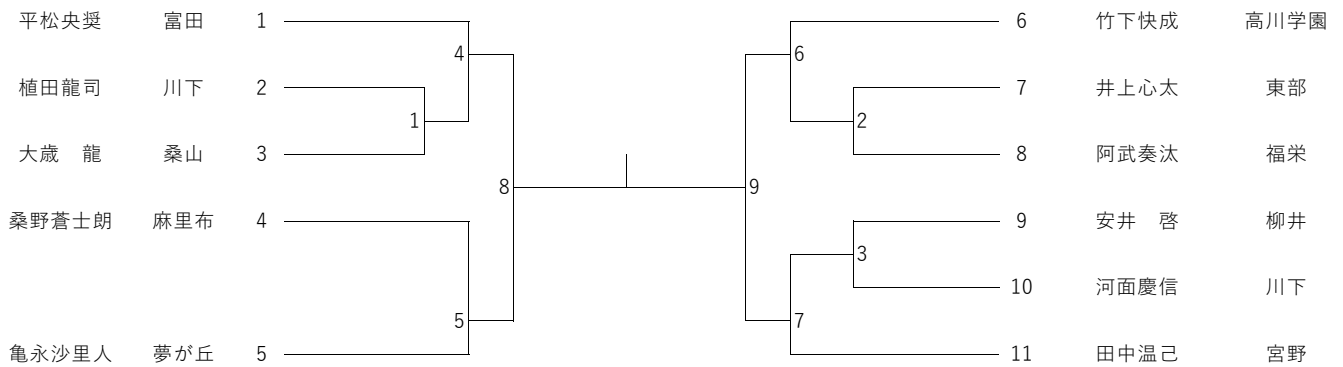 平松央奨 富田 1 6 竹下快成 高川学園
4 6
植田龍司 川下 2 7 井上心太 東部
1 2
大歳　龍 桑山 3 8 阿武奏汰 福栄
8 9
桑野蒼士朗 麻里布 4 9 安井　啓 柳井
3
10 河面慶信 川下
5 7
亀永沙里人 夢が丘 5 11 田中温己 宮野